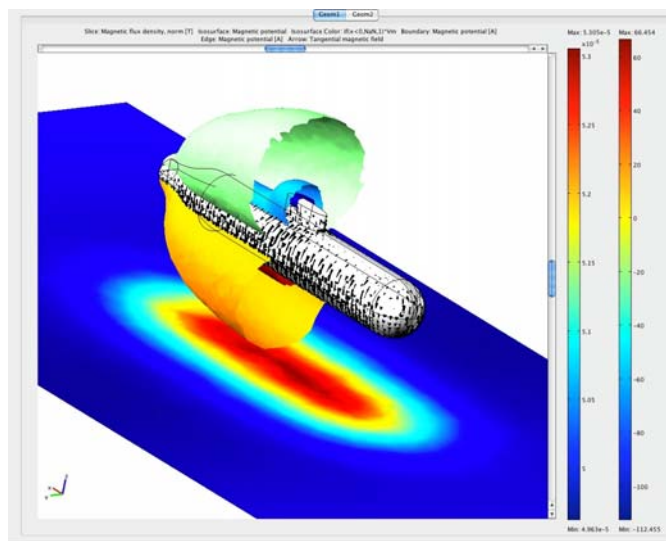 Geom1 Geom2
Slice: Magnetic flux density, norm [T] Isosurface: Magnetic potential Isosurface Color: if(x<0,NaN,1)*Vm Boundary: Magnetic potential [A]
Edge: Magnetic potential [A] Arrow: Tangential magnetic field
Max: 5.305e-5 Max: 66.454
x10⁻⁵
5.3
5.25
5.2
5.15
5.1
5.05
5
60
40
20
0
-20
-40
-60
-80
-100
Min: 4.963e-5 Min: -112.455